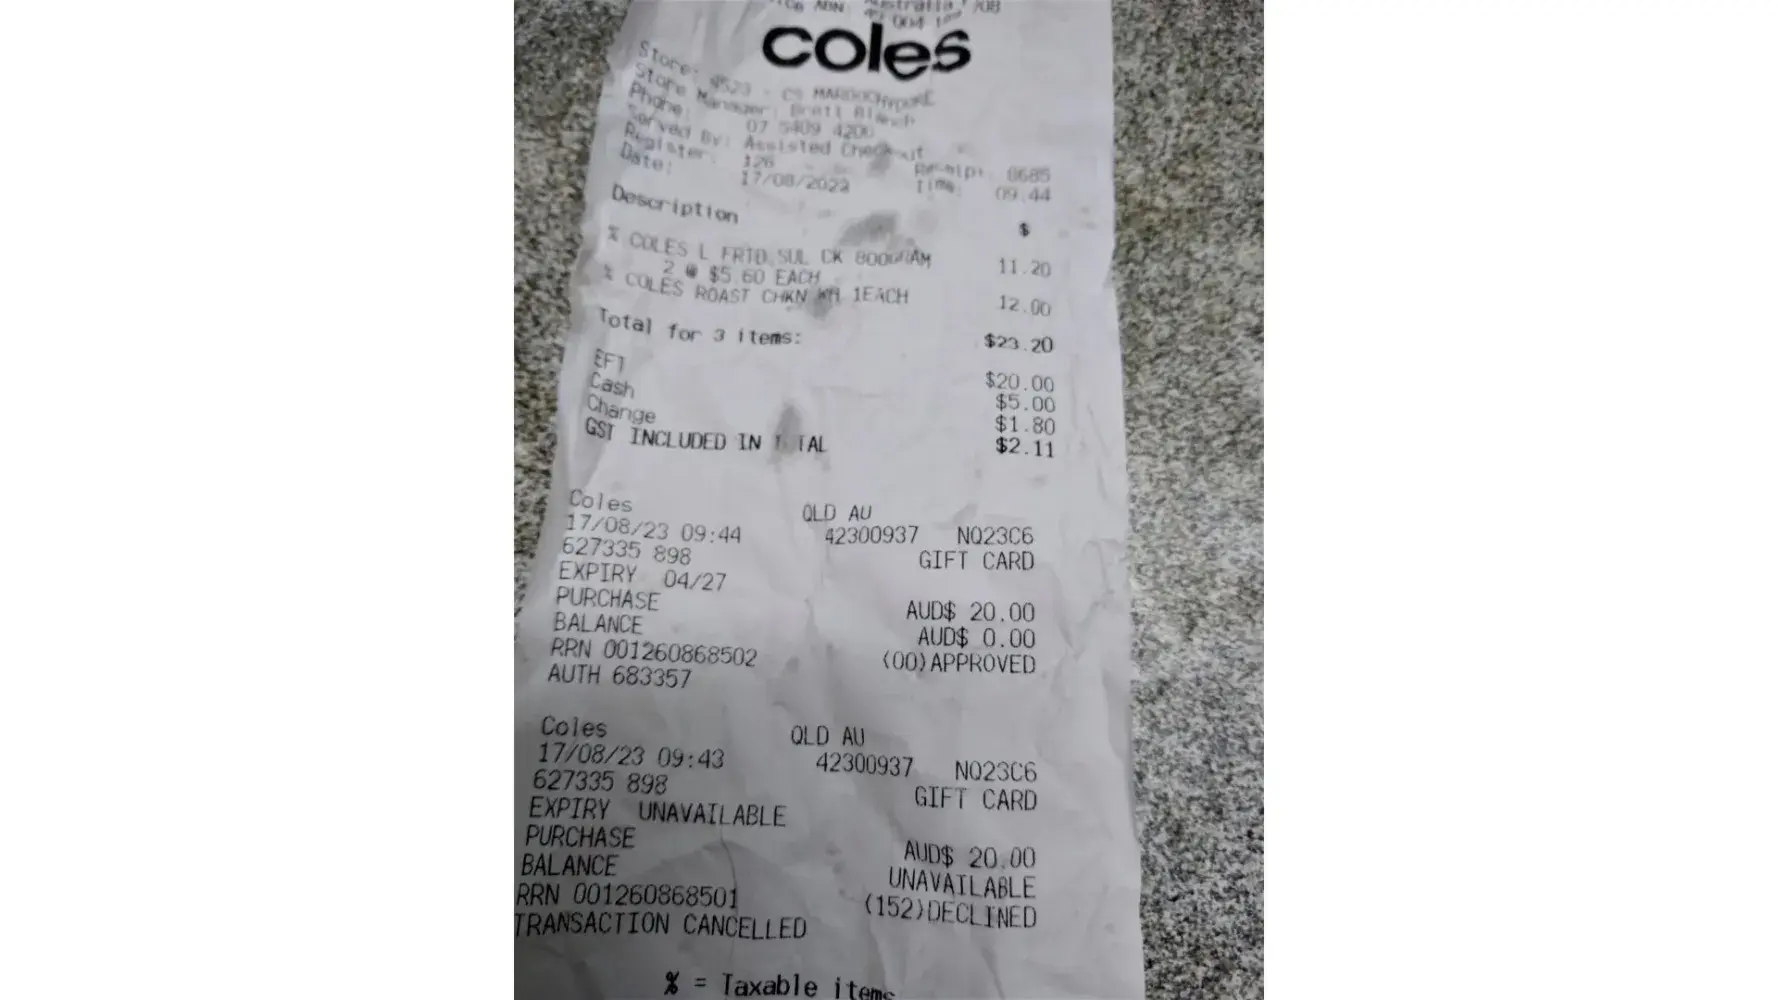 coles
Store: 4523 - CS MAROOCHYDORE
Store Manager: Brett
Phone: 07 5409 4200
Served By: Assisted Checkout
Register: 126 Receipt: 8685
Date: 17/08/2023 Time: 09:44
Description $
% COLES L FRTD SUL CK 800GRAM 11.20
2 @ $5.60 EACH
% COLES ROAST CHKN WH 1EACH 12.00
Total for 3 items: $23.20
EFT $20.00
Cash $5.00
Change $1.80
GST INCLUDED IN TOTAL $2.11
Coles QLD AU
17/08/23 09:44 42300937 NQ23C6
627335 898 GIFT CARD
EXPIRY 04/27
PURCHASE AUD$ 20.00
BALANCE AUD$ 0.00
RRN 001260868502 (00)APPROVED
AUTH 683357
Coles QLD AU
17/08/23 09:43 42300937 NQ23C6
627335 898 GIFT CARD
EXPIRY UNAVAILABLE
PURCHASE AUD$ 20.00
BALANCE UNAVAILABLE
RRN 001260868501 (152)DECLINED
TRANSACTION CANCELLED
% = Taxable items